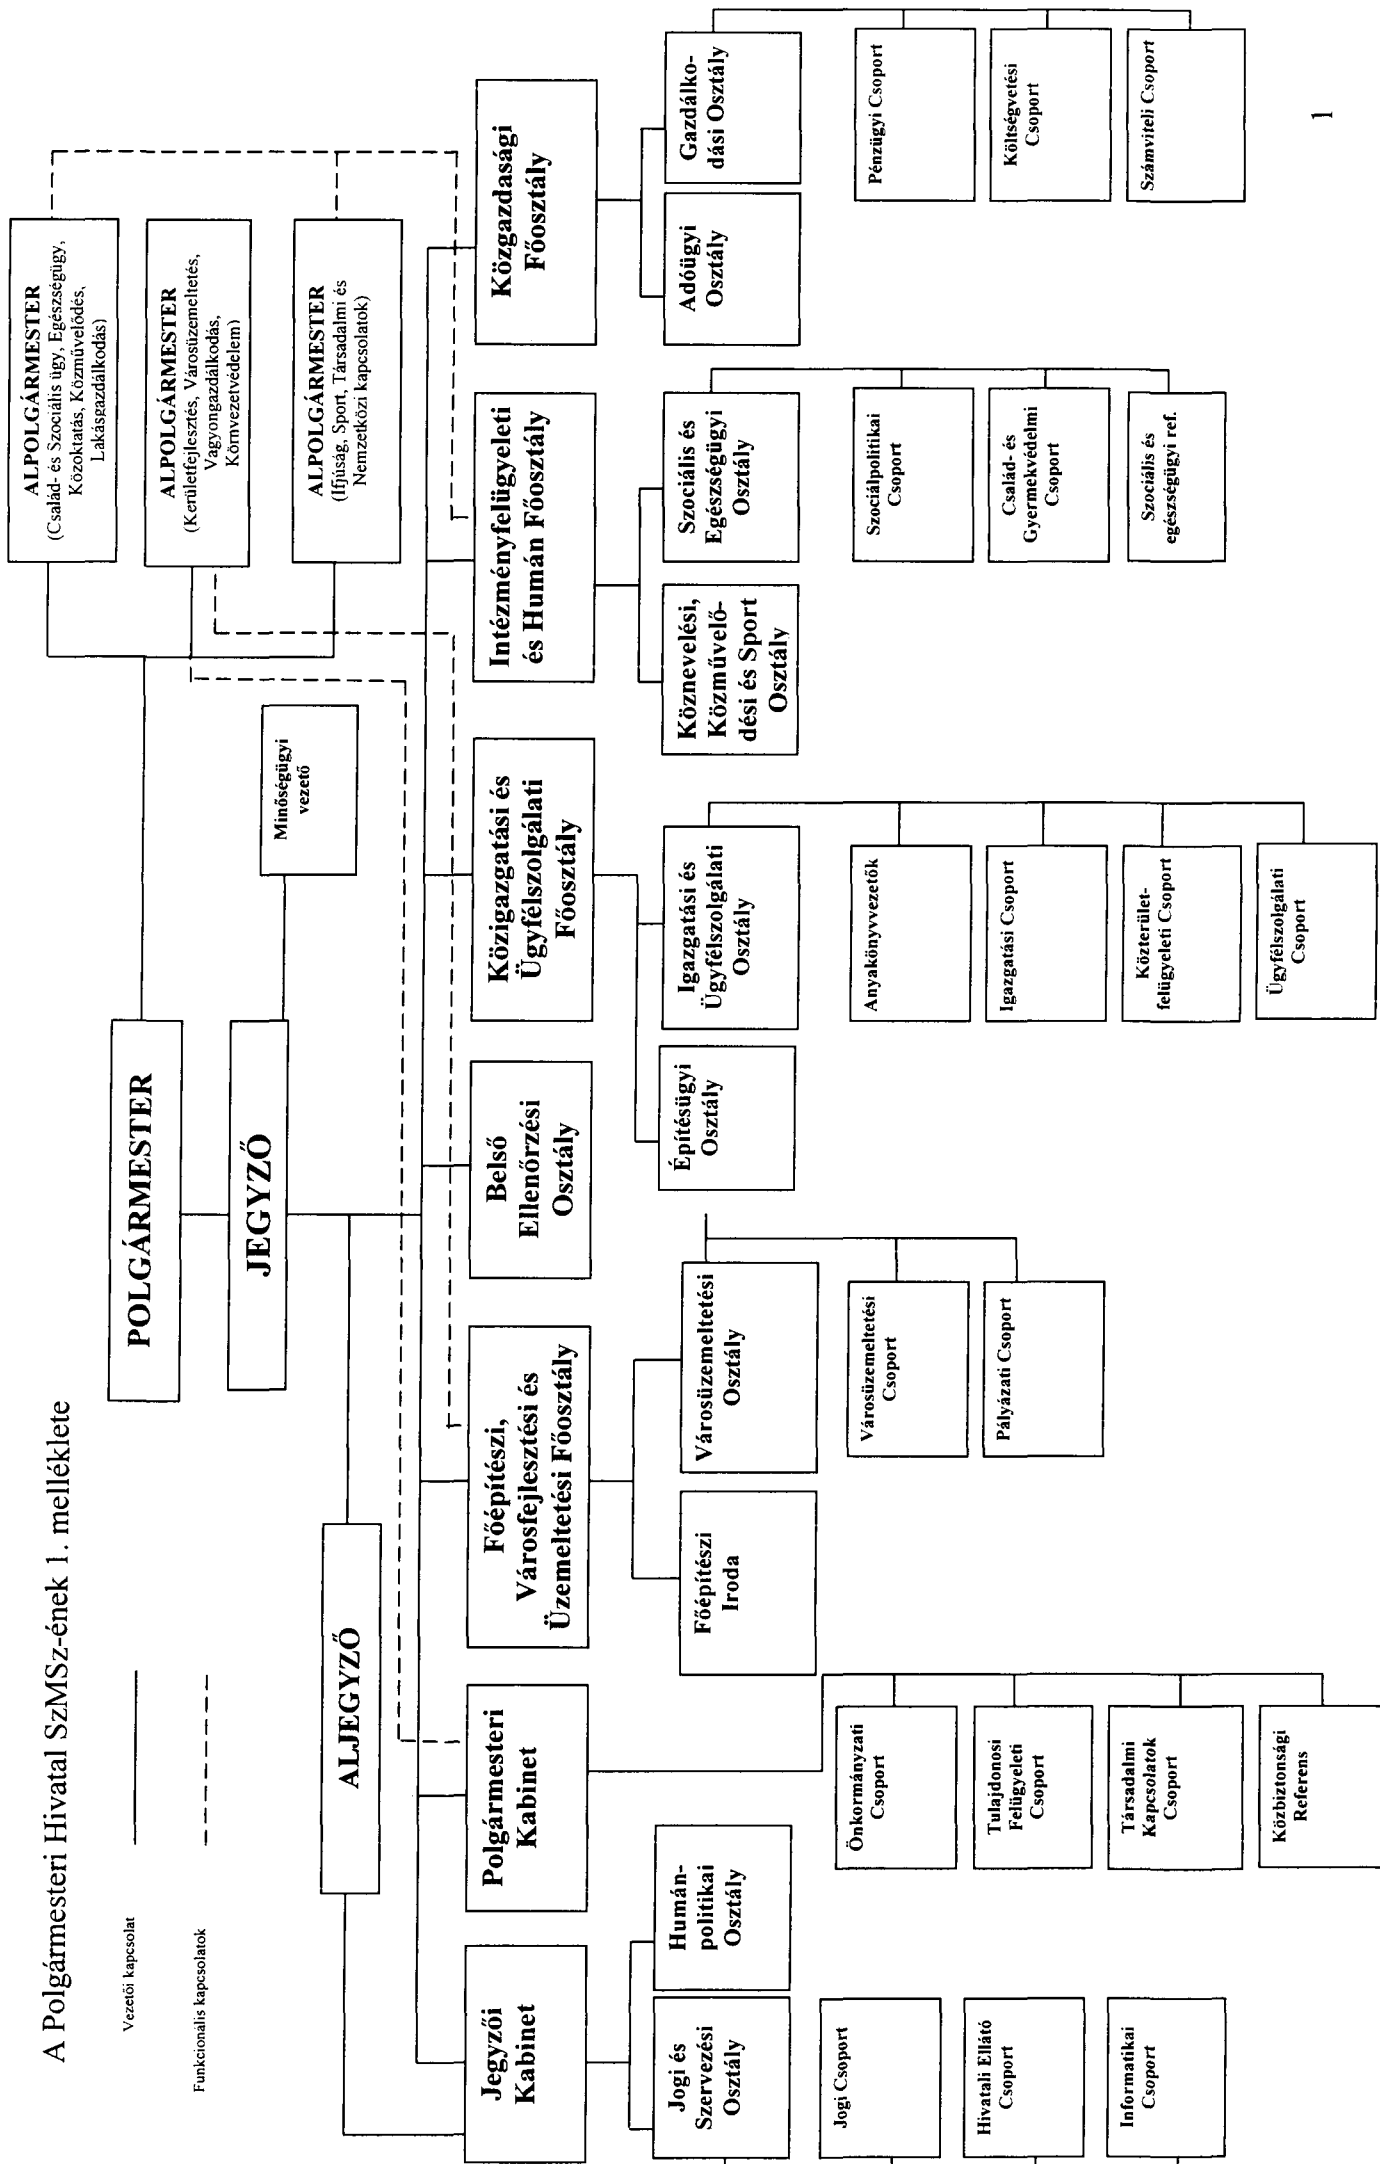 A Polgármesteri Hivatal SzMSz-ének 1. melléklete
Vezetői kapcsolat
Funkcionális kapcsolatok
POLGÁRMESTER
JEGYZŐ
ALJEGYZŐ
Minőségügyi
vezető
ALPOLGÁRMESTER
(Család- és Szociális ügy, Egészségügy,
Közoktatás, Közművelődés,
Lakásgazdálkodás)
ALPOLGÁRMESTER
(Kerületfejlesztés, Városüzemeltetés,
Vagyongazdálkodás,
Környezetvédelem)
ALPOLGÁRMESTER
(Ifjúság, Sport, Társadalmi és
Nemzetközi kapcsolatok)
Jegyzői
Kabinet
Polgármesteri
Kabinet
Főépítészi,
Városfejlesztési és
Üzemeltetési Főosztály
Belső
Ellenőrzési
Osztály
Közigazgatási és
Ügyfélszolgálati
Főosztály
Intézményfelügyeleti
és Humán Főosztály
Közgazdasági
Főosztály
Jogi és
Szervezési
Osztály
Humán-
politikai
Osztály
Főépítészi
Iroda
Városüzemeltetési
Osztály
Építésügyi
Osztály
Igazgatási és
Ügyfélszolgálati
Osztály
Köznevelési,
Közművelő-
dési és Sport
Osztály
Szociális és
Egészségügyi
Osztály
Adóügyi
Osztály
Gazdálko-
dási Osztály
Jogi Csoport
Hivatali Ellátó
Csoport
Informatikai
Csoport
Önkormányzati
Csoport
Tulajdonosi
Felügyeleti
Csoport
Társadalmi
Kapcsolatok
Csoport
Közbiztonsági
Referens
Városüzemeltetési
Csoport
Pályázati Csoport
Anyakönyvvezetők
Igazgatási Csoport
Közterület-
felügyeleti Csoport
Ügyfélszolgálati
Csoport
Szociálpolitikai
Csoport
Család- és
Gyermekvédelmi
Csoport
Szociális és
egészségügyi ref.
Pénzügyi Csoport
Költségvetési
Csoport
Számviteli Csoport
1